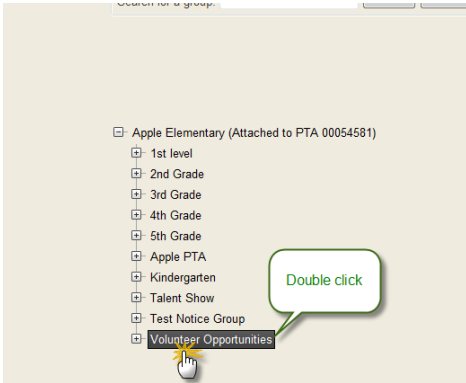 Search for a group:
Apple Elementary (Attached to PTA 00054581)
1st level
2nd Grade
3rd Grade
4th Grade
5th Grade
Apple PTA
Kindergarten
Double click
Talent Show
Test Notice Group
Volunteer Opportunities